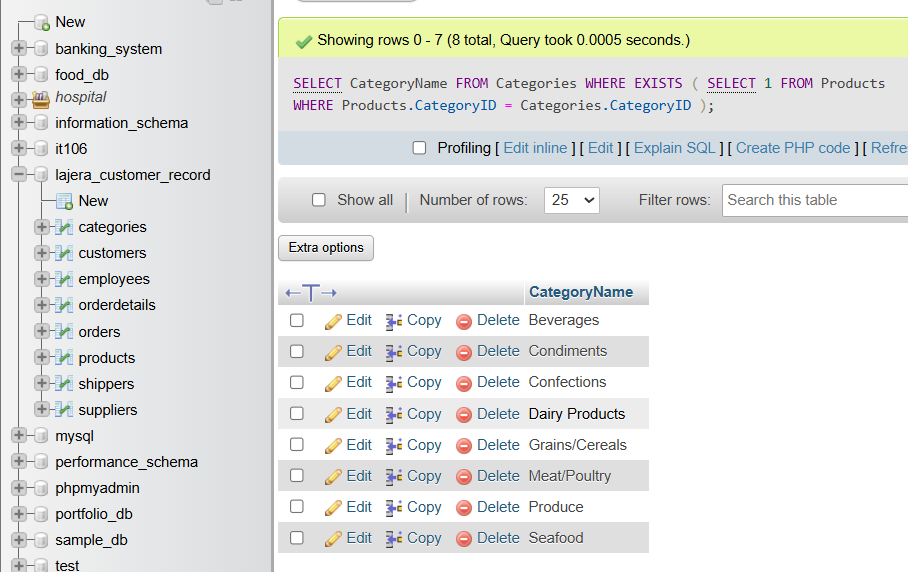 New
banking_system
food_db
hospital
information_schema
it106
lajera_customer_record
New
categories
customers
employees
orderdetails
orders
products
shippers
suppliers
mysql
performance_schema
phpmyadmin
portfolio_db
sample_db
test
Showing rows 0 - 7 (8 total, Query took 0.0005 seconds.)
SELECT CategoryName FROM Categories WHERE EXISTS ( SELECT 1 FROM Products
WHERE Products.CategoryID = Categories.CategoryID );
Profiling [ Edit inline ] [ Edit ] [ Explain SQL ] [ Create PHP code ] [ Refre
Show all Number of rows: 25 Filter rows: Search this table
Extra options
←T→ CategoryName
Edit Copy Delete Beverages
Edit Copy Delete Condiments
Edit Copy Delete Confections
Edit Copy Delete Dairy Products
Edit Copy Delete Grains/Cereals
Edit Copy Delete Meat/Poultry
Edit Copy Delete Produce
Edit Copy Delete Seafood